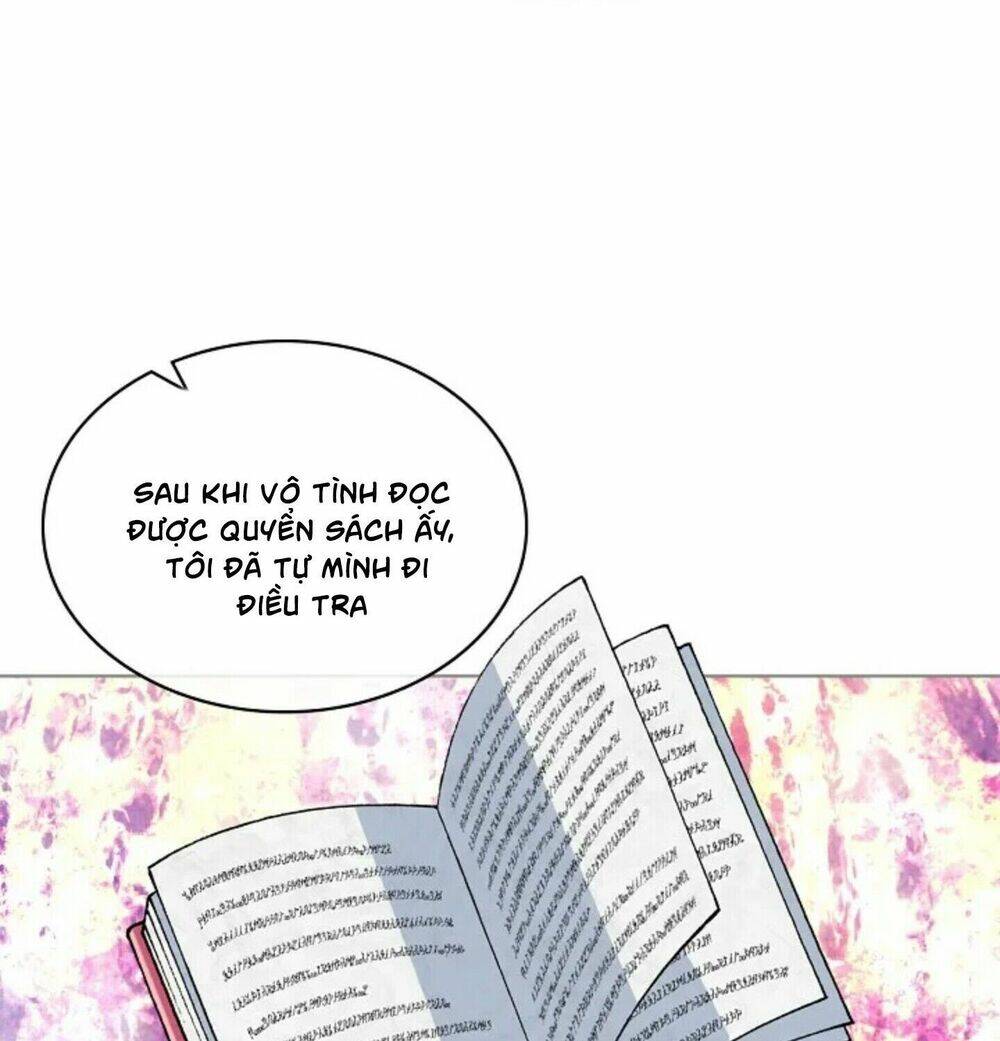 SAU KHI VÔ TÌNH ĐỌC
ĐƯỢC QUYỂN SÁCH ẤY,
TÔI ĐÃ TỰ MÌNH ĐI
ĐIỀU TRA